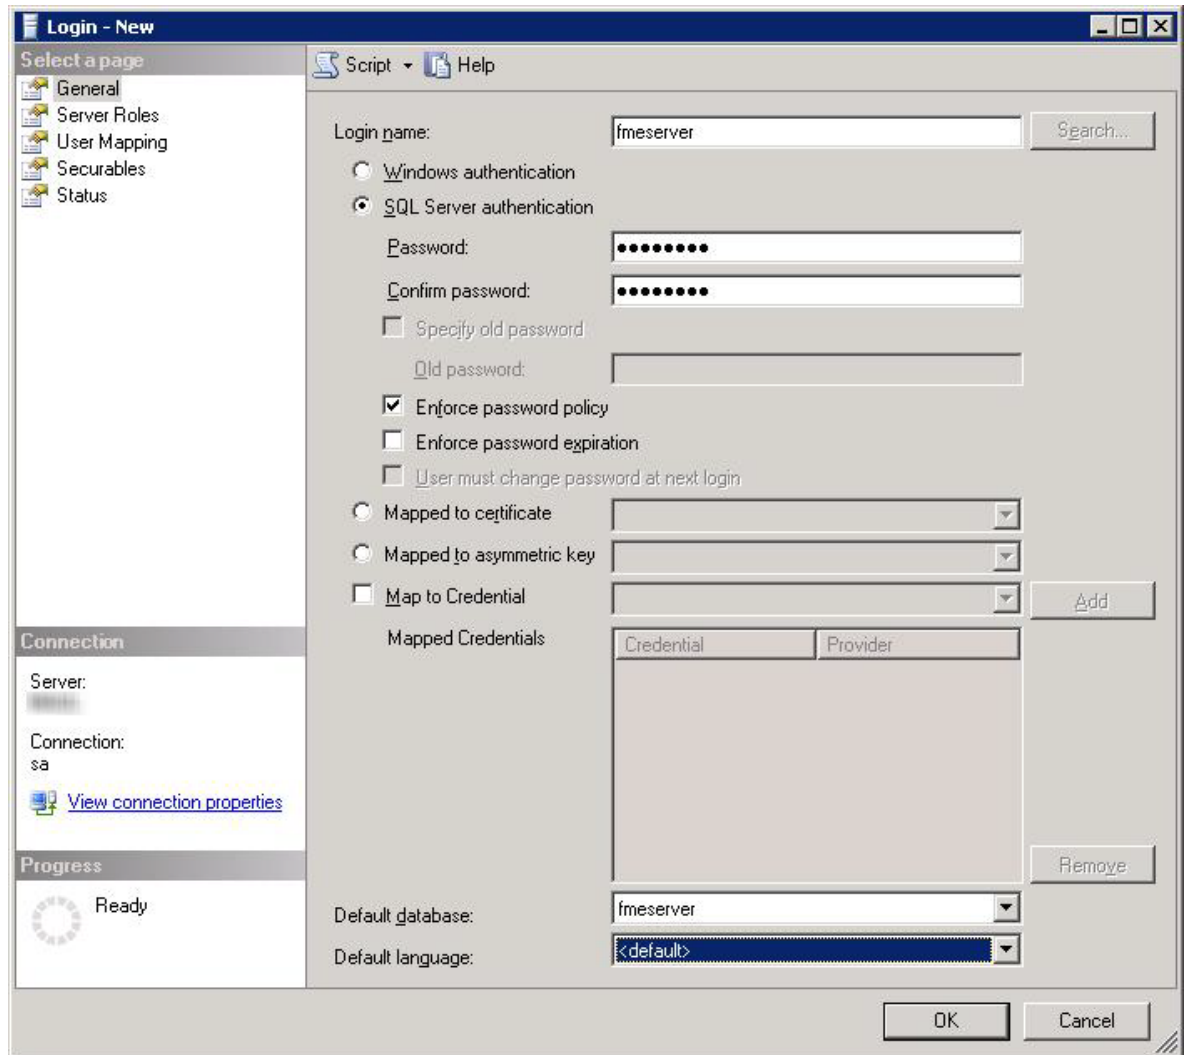 Login - New
Select a page
General
Server Roles
User Mapping
Securables
Status
Script Help
Login name: fmeserver Search...
Windows authentication
SQL Server authentication
Password: ●●●●●●●●
Confirm password: ●●●●●●●●
Specify old password
Old password:
Enforce password policy
Enforce password expiration
User must change password at next login
Mapped to certificate
Mapped to asymmetric key
Map to Credential Add
Mapped Credentials Credential Provider
Remove
Default database: fmeserver
Default language: <default>
Connection
Server:
Connection:
sa
View connection properties
Progress
Ready
OK Cancel